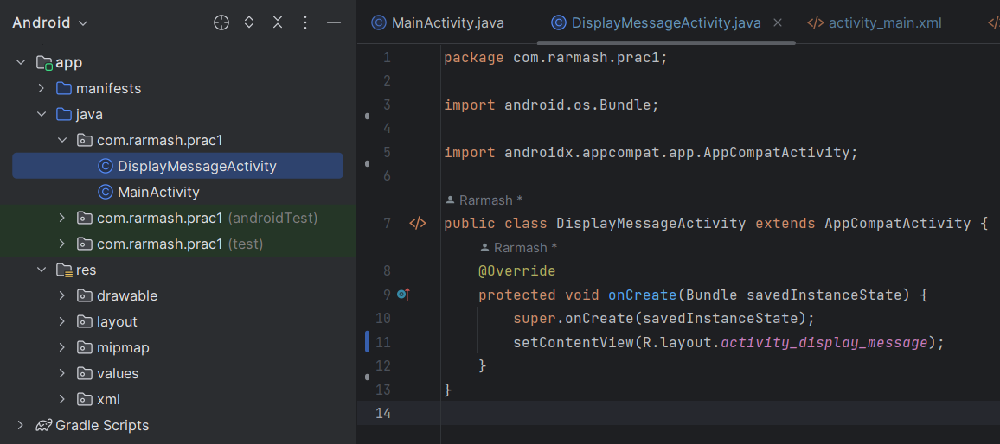 Android
app
manifests
java
com.rarmash.prac1
DisplayMessageActivity
MainActivity
com.rarmash.prac1 (androidTest)
com.rarmash.prac1 (test)
res
drawable
layout
mipmap
values
xml
Gradle Scripts
MainActivity.java DisplayMessageActivity.java activity_main.xml
1 package com.rarmash.prac1;
2
3 import android.os.Bundle;
4
5 import androidx.appcompat.app.AppCompatActivity;
6
Rarmash *
7 public class DisplayMessageActivity extends AppCompatActivity {
Rarmash *
8 @Override
9 protected void onCreate(Bundle savedInstanceState) {
10 super.onCreate(savedInstanceState);
11 setContentView(R.layout.activity_display_message);
12 }
13 }
14